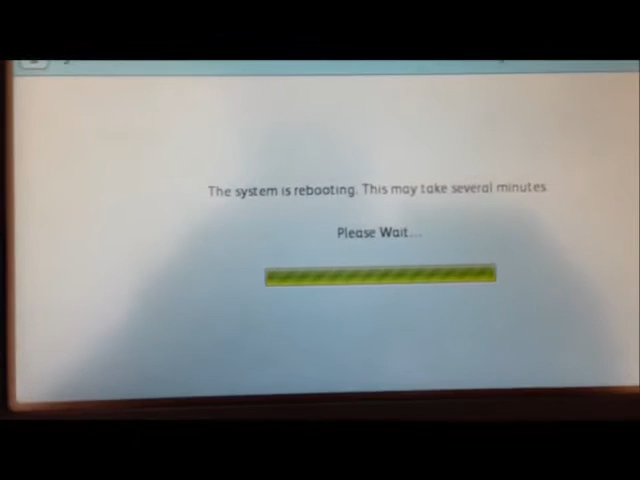 The system is rebooting. This may take several minutes.
Please Wait...